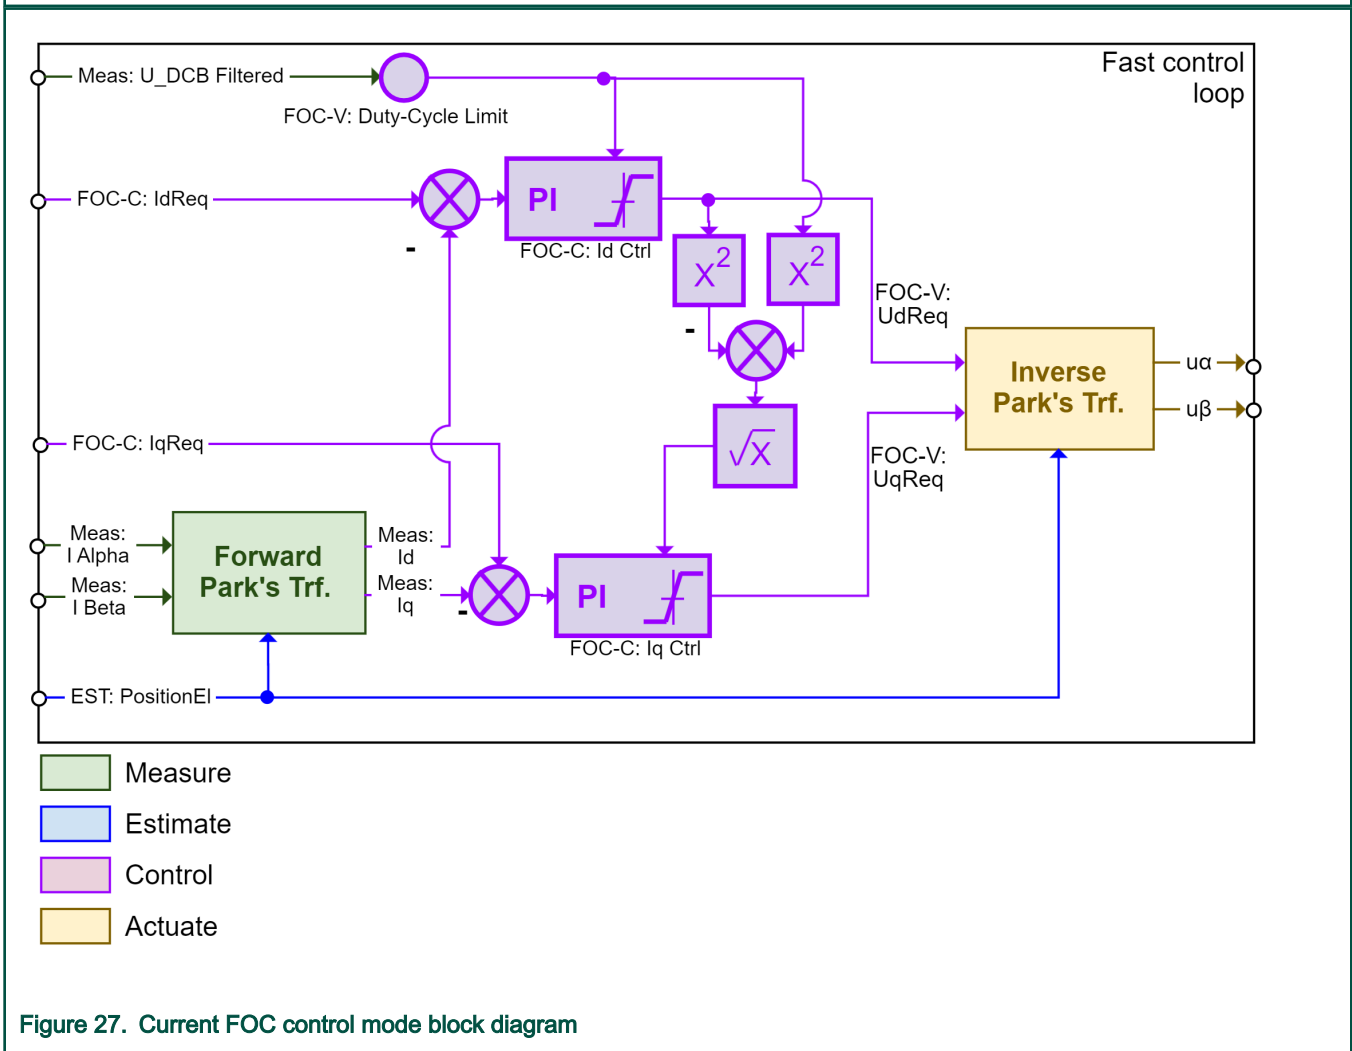 Fast control
loop
Meas: U_DCB Filtered
FOC-V: Duty-Cycle Limit
FOC-C: IdReq
-
PI
FOC-C: Id Ctrl
X²
X²
-
FOC-V:
UdReq
Inverse
Park's Trf.
uα
uβ
√X
FOC-C: IqReq
FOC-V:
UqReq
Meas:
I Alpha
Meas:
I Beta
Forward
Park's Trf.
Meas:
Id
Meas:
Iq
-
PI
FOC-C: Iq Ctrl
EST: PositionEl
Measure
Estimate
Control
Actuate
Figure 27. Current FOC control mode block diagram